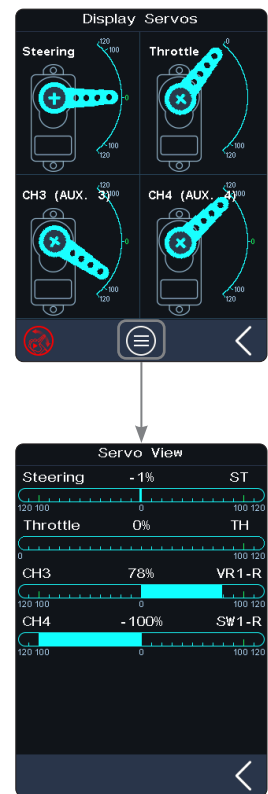 Display Servos
Steering
120
100
0
100
120
Throttle
0
100
120
CH3 (AUX. 3)
120
100
0
100
120
CH4 (AUX. 4)
120
100
0
100
120
Servo View
Steering -1% ST
120 100 0 100 120
Throttle 0% TH
0 100 120
CH3 78% VR1-R
120 100 0 100 120
CH4 -100% SW1-R
120 100 0 100 120